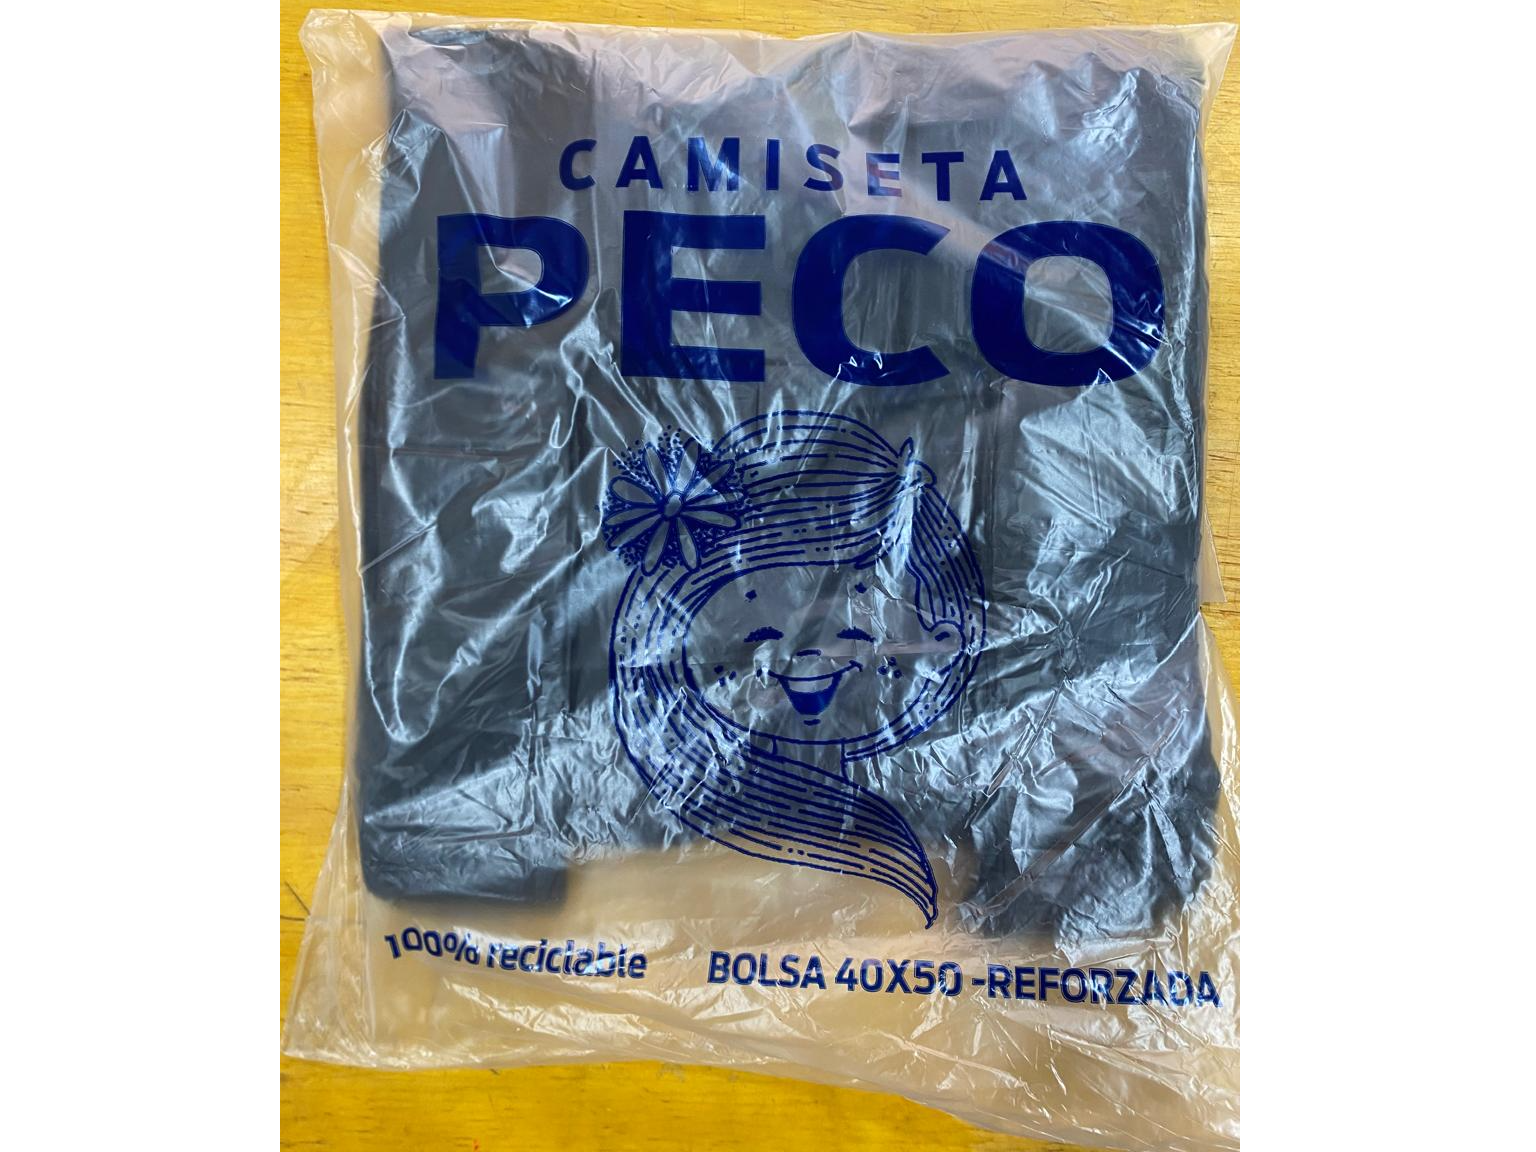 CAMISETA
PECO
100% reciclable
BOLSA 40X50 -REFORZADA